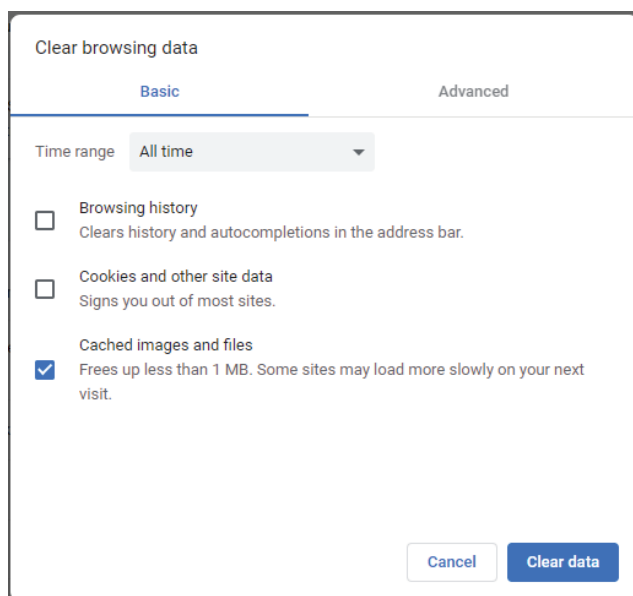 Clear browsing data
Basic
Advanced
Time range
All time
Browsing history
Clears history and autocompletions in the address bar.
Cookies and other site data
Signs you out of most sites.
Cached images and files
Frees up less than 1 MB. Some sites may load more slowly on your next
visit.
Cancel
Clear data